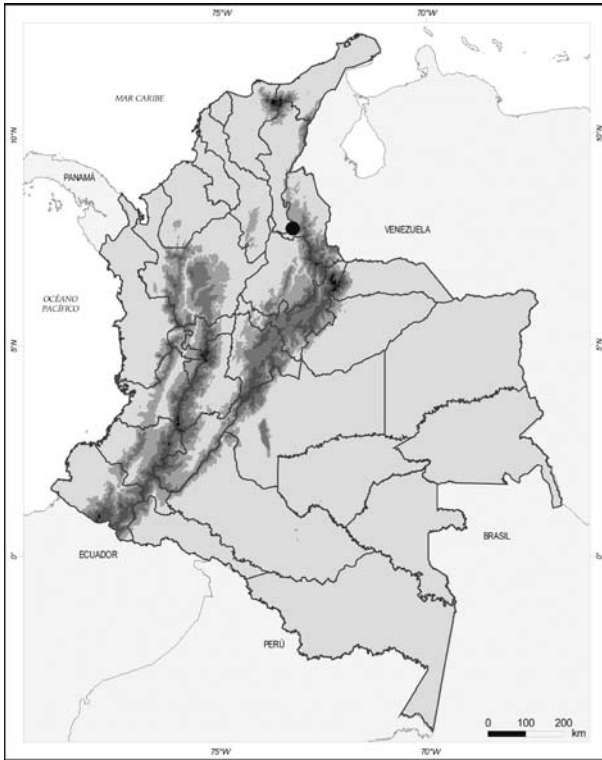 75°W 70°W
MAR CARIBE
10°N 10°N
PANAMÁ
VENEZUELA
OCÉANO
PACÍFICO
5°N 5°N
0° 0°
ECUADOR
BRASIL
PERÚ
0 100 200
km
75°W 70°W